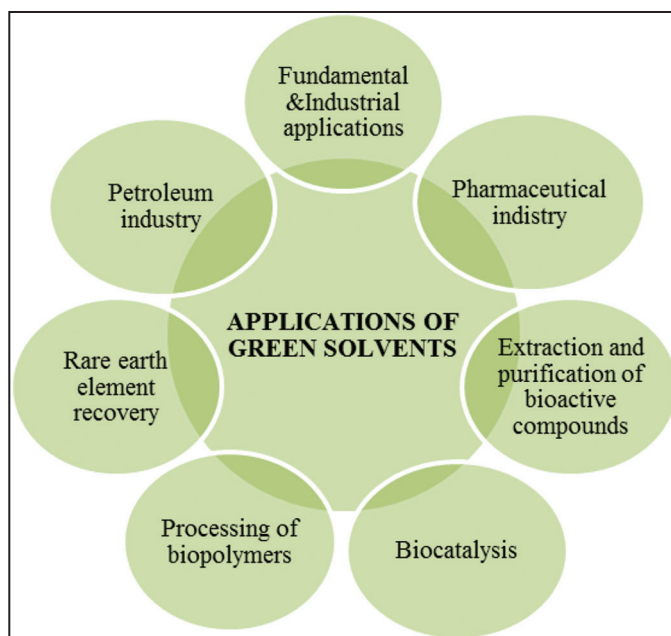 Fundamental
&Industrial
applications
Pharmaceutical
indistry
Extraction and
purification of
bioactive
compounds
Biocatalysis
Processing of
biopolymers
Rare earth
element
recovery
Petroleum
industry
APPLICATIONS OF
GREEN SOLVENTS